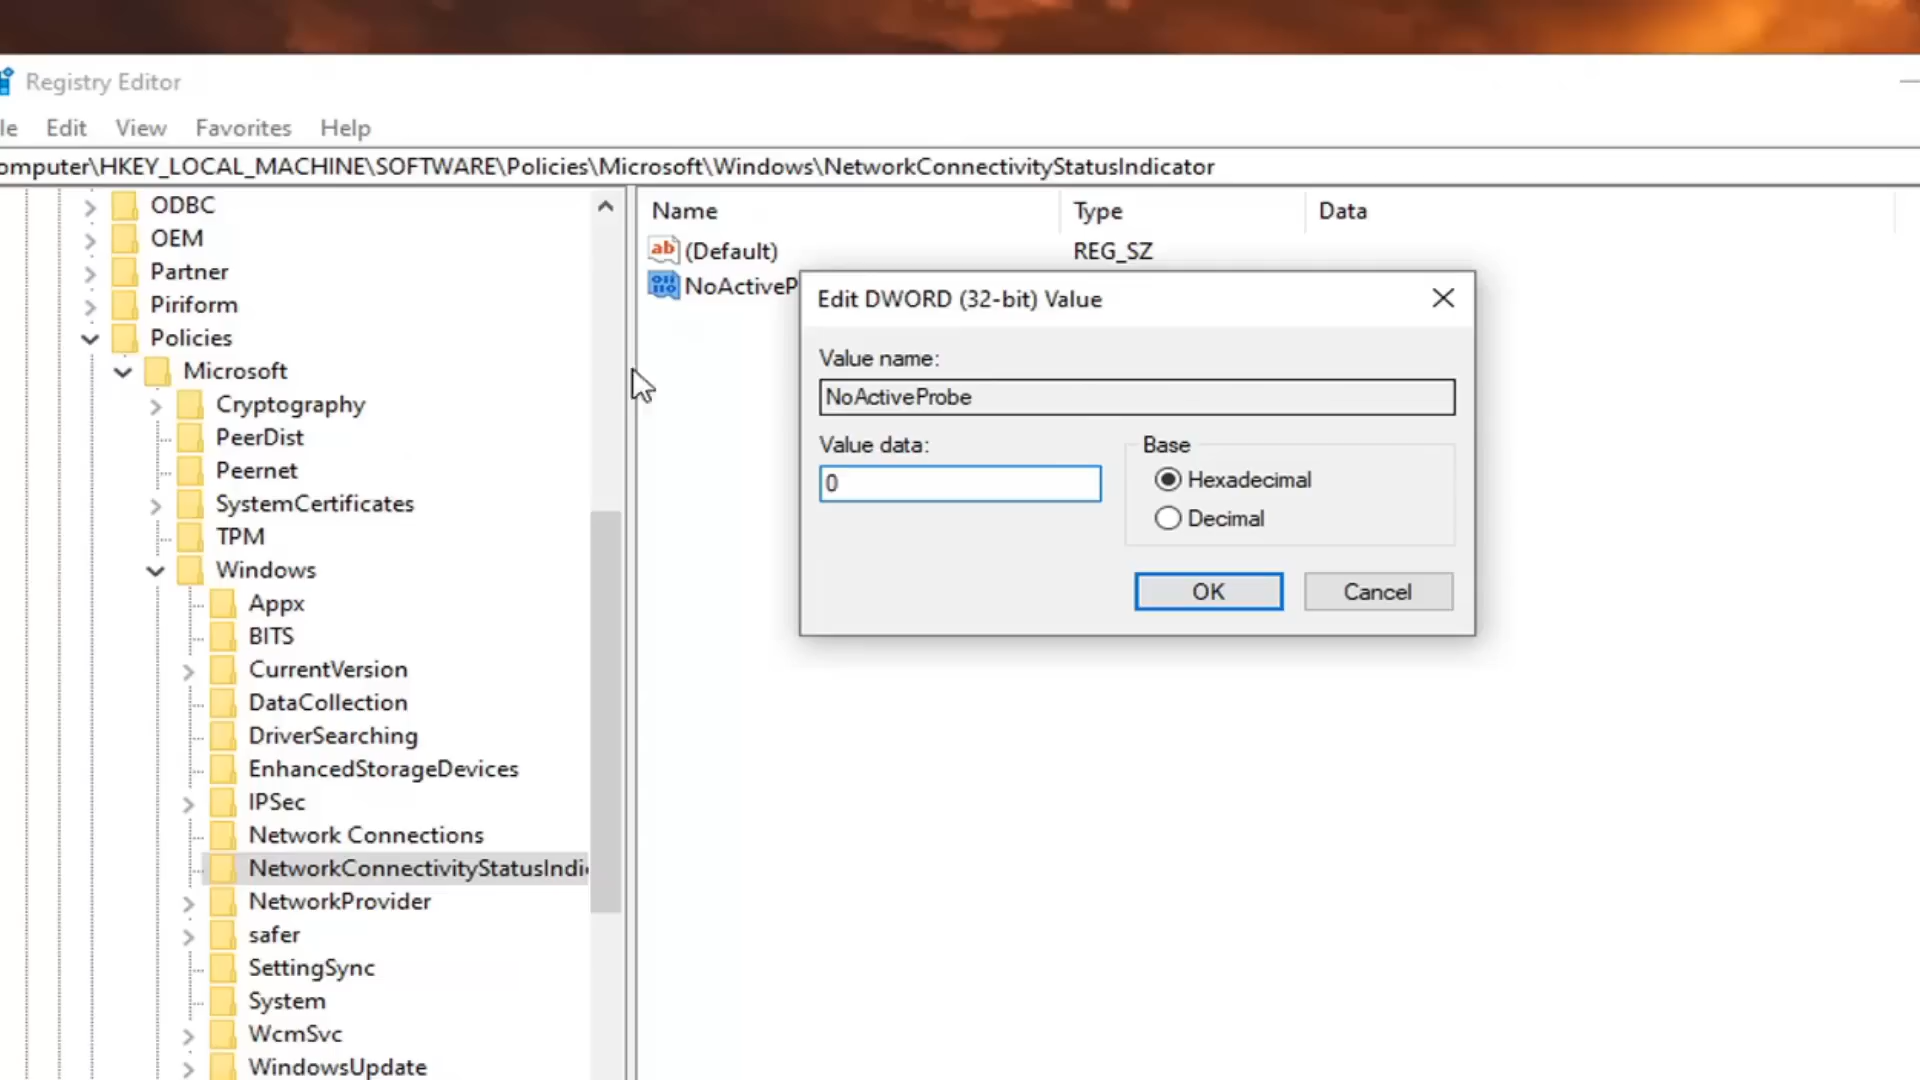 Registry Editor
le Edit View Favorites Help
omputer\HKEY_LOCAL_MACHINE\SOFTWARE\Policies\Microsoft\Windows\NetworkConnectivityStatusIndicator
ODBC
OEM
Partner
Piriform
Policies
Microsoft
Cryptography
PeerDist
Peernet
SystemCertificates
TPM
Windows
Appx
BITS
CurrentVersion
DataCollection
DriverSearching
EnhancedStorageDevices
IPSec
Network Connections
NetworkConnectivityStatusIndi
NetworkProvider
safer
SettingSync
System
WcmSvc
WindowsUpdate
Name Type Data
ab (Default) REG_SZ
NoActiveP
Edit DWORD (32-bit) Value
Value name:
NoActiveProbe
Value data:
0
Base
Hexadecimal
Decimal
OK Cancel